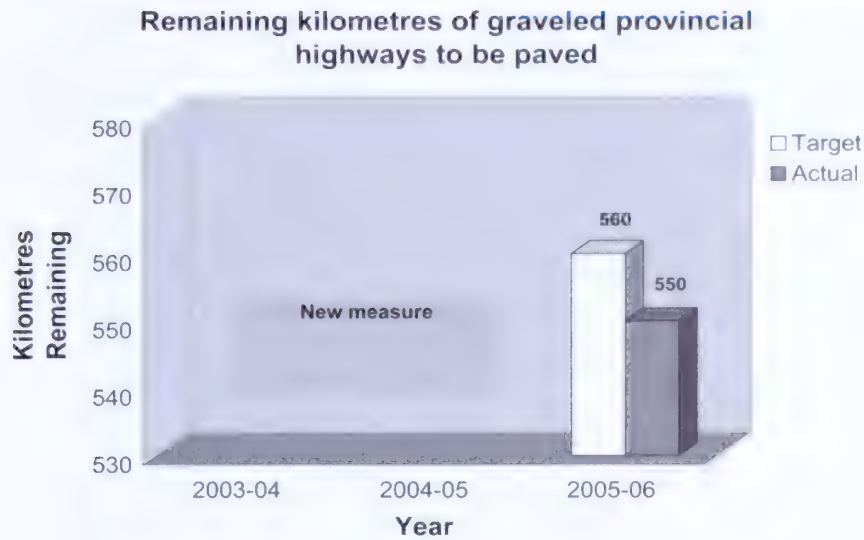 Remaining kilometres of graveled provincial
highways to be paved
580
570
560
550
540
530
Kilometres
Remaining
New measure
560
550
Target
Actual
2003-04
2004-05
2005-06
Year